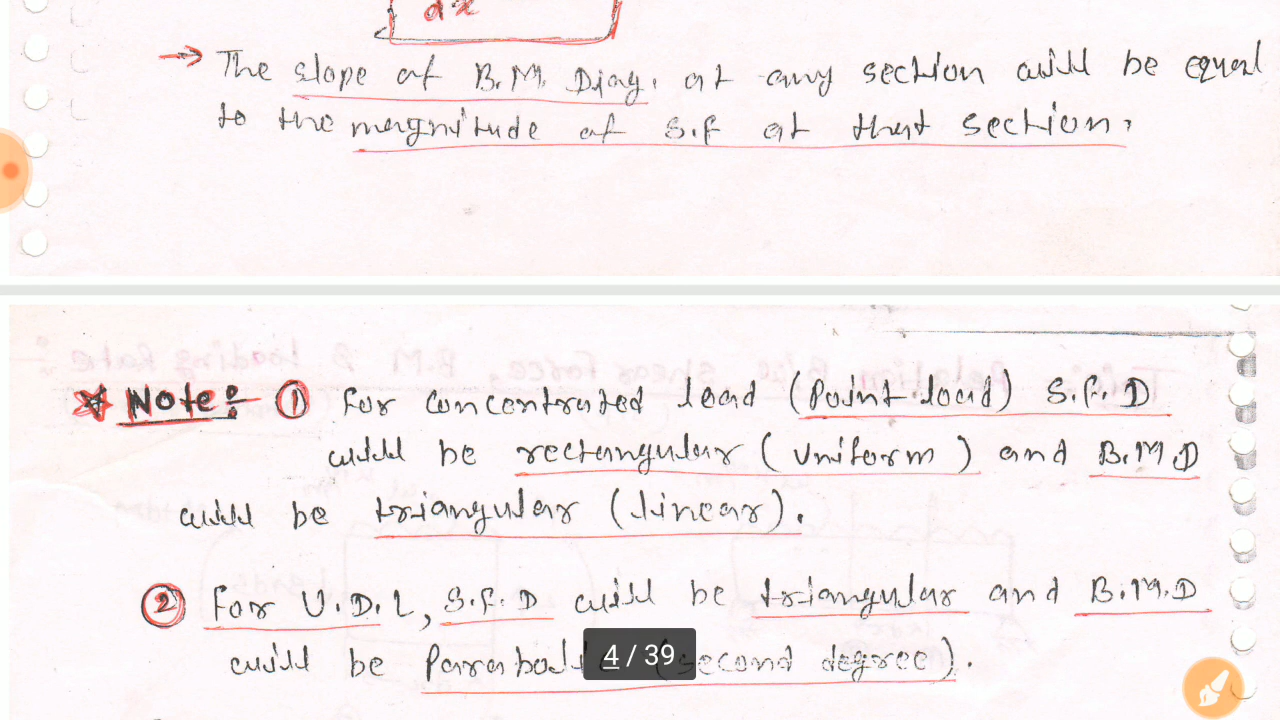 dx
→ The slope of B.M. Diag. at any section will be equal
to the magnitude of S.F at that section.
Note:- ① For concentrated load (Point load) S.F.D
will be rectangular (Uniform) and B.M.D
will be triangular (linear).
② For U.D.L, S.F.D will be triangular and B.M.D
will be Parabolic (second degree).
4 / 39